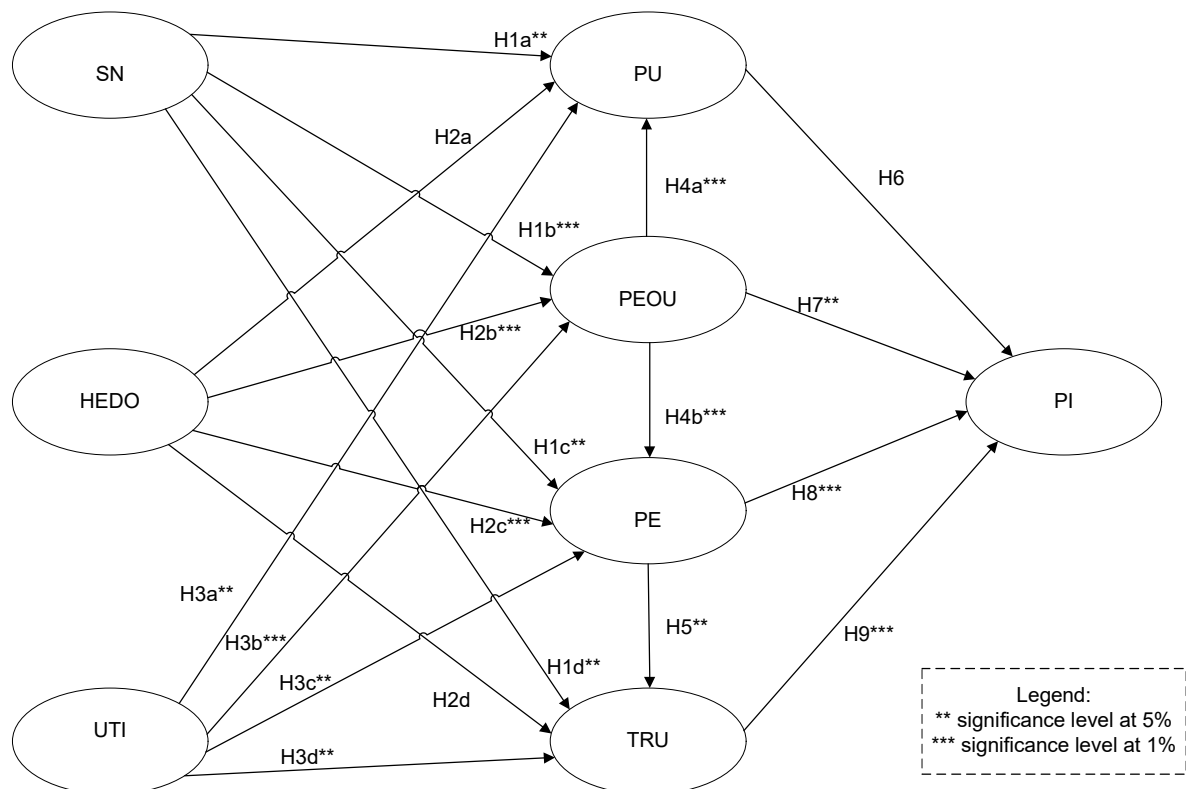 H1a**
SN
PU
H2a
H6
H4a***
H1b***
PEOU
H7**
H2b***
HEDO
PI
H4b***
H1c**
H8***
PE
H2c***
H3a**
H5**
H3b***
H9***
H1d**
H3c**
Legend:
H2d
** significance level at 5%
UTI
TRU
*** significance level at 1%
H3d**